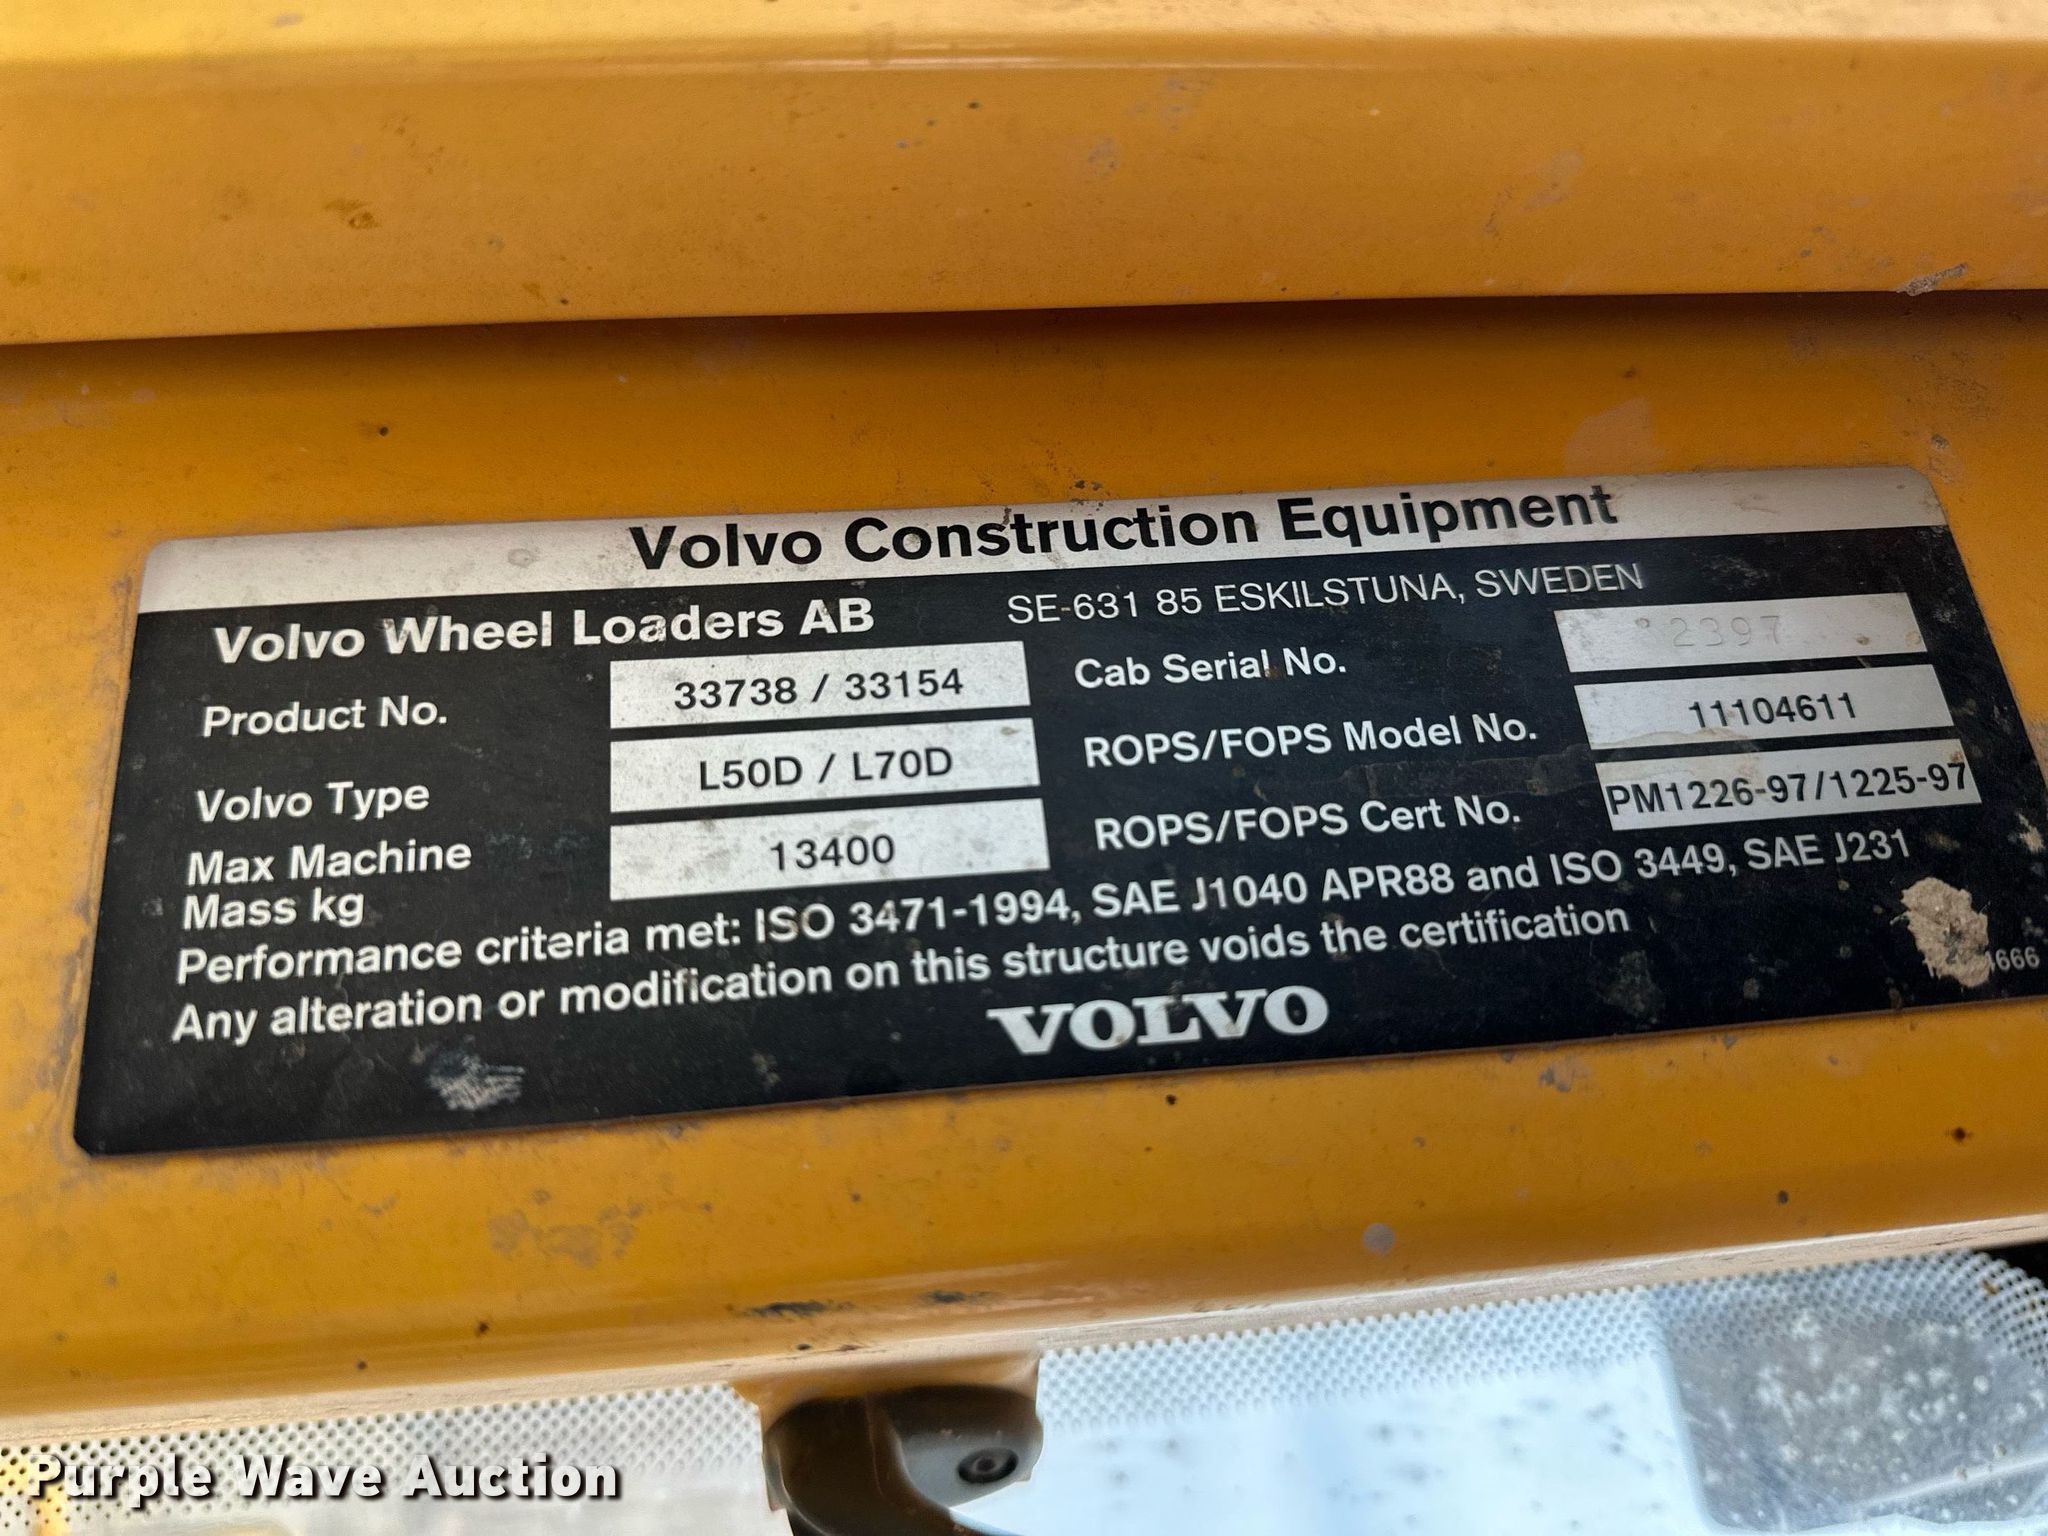 Volvo Construction Equipment
Volvo Wheel Loaders AB SE-631 85 ESKILSTUNA, SWEDEN
Product No. 33738 / 33154 Cab Serial No. 2397
Volvo Type L50D / L70D ROPS/FOPS Model No. 11104611
Max Machine
Mass kg 13400 ROPS/FOPS Cert No. PM1226-97/1225-97
Performance criteria met: ISO 3471-1994, SAE J1040 APR88 and ISO 3449, SAE J231
Any alteration or modification on this structure voids the certification
VOLVO
Purple Wave Auction